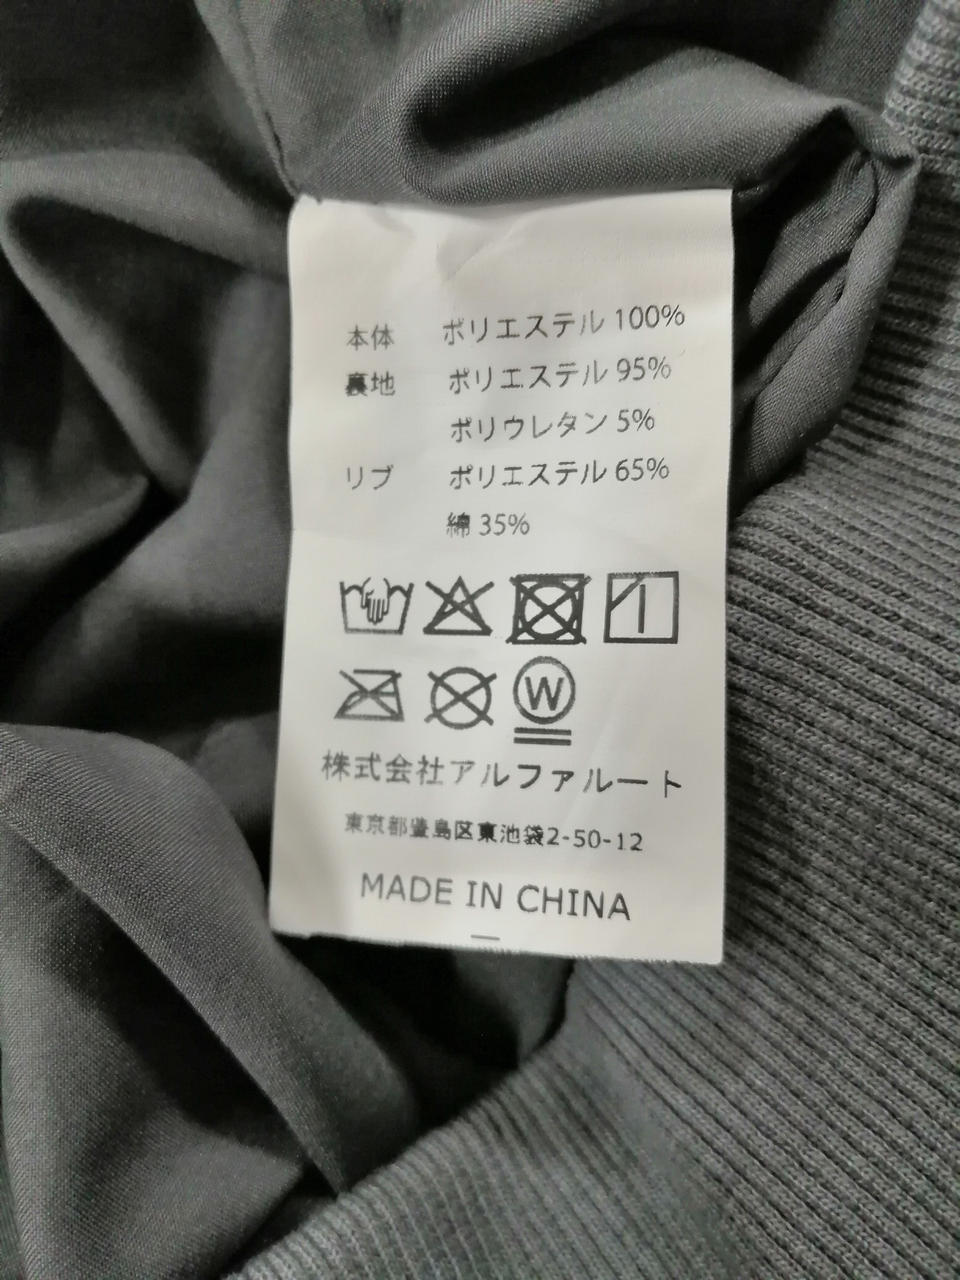 本体 ポリエステル 100%
裏地 ポリエステル 95%
ポリウレタン 5%
リブ ポリエステル 65%
綿 35%
W
株式会社アルファルート
東京都豊島区東池袋2-50-12
MADE IN CHINA